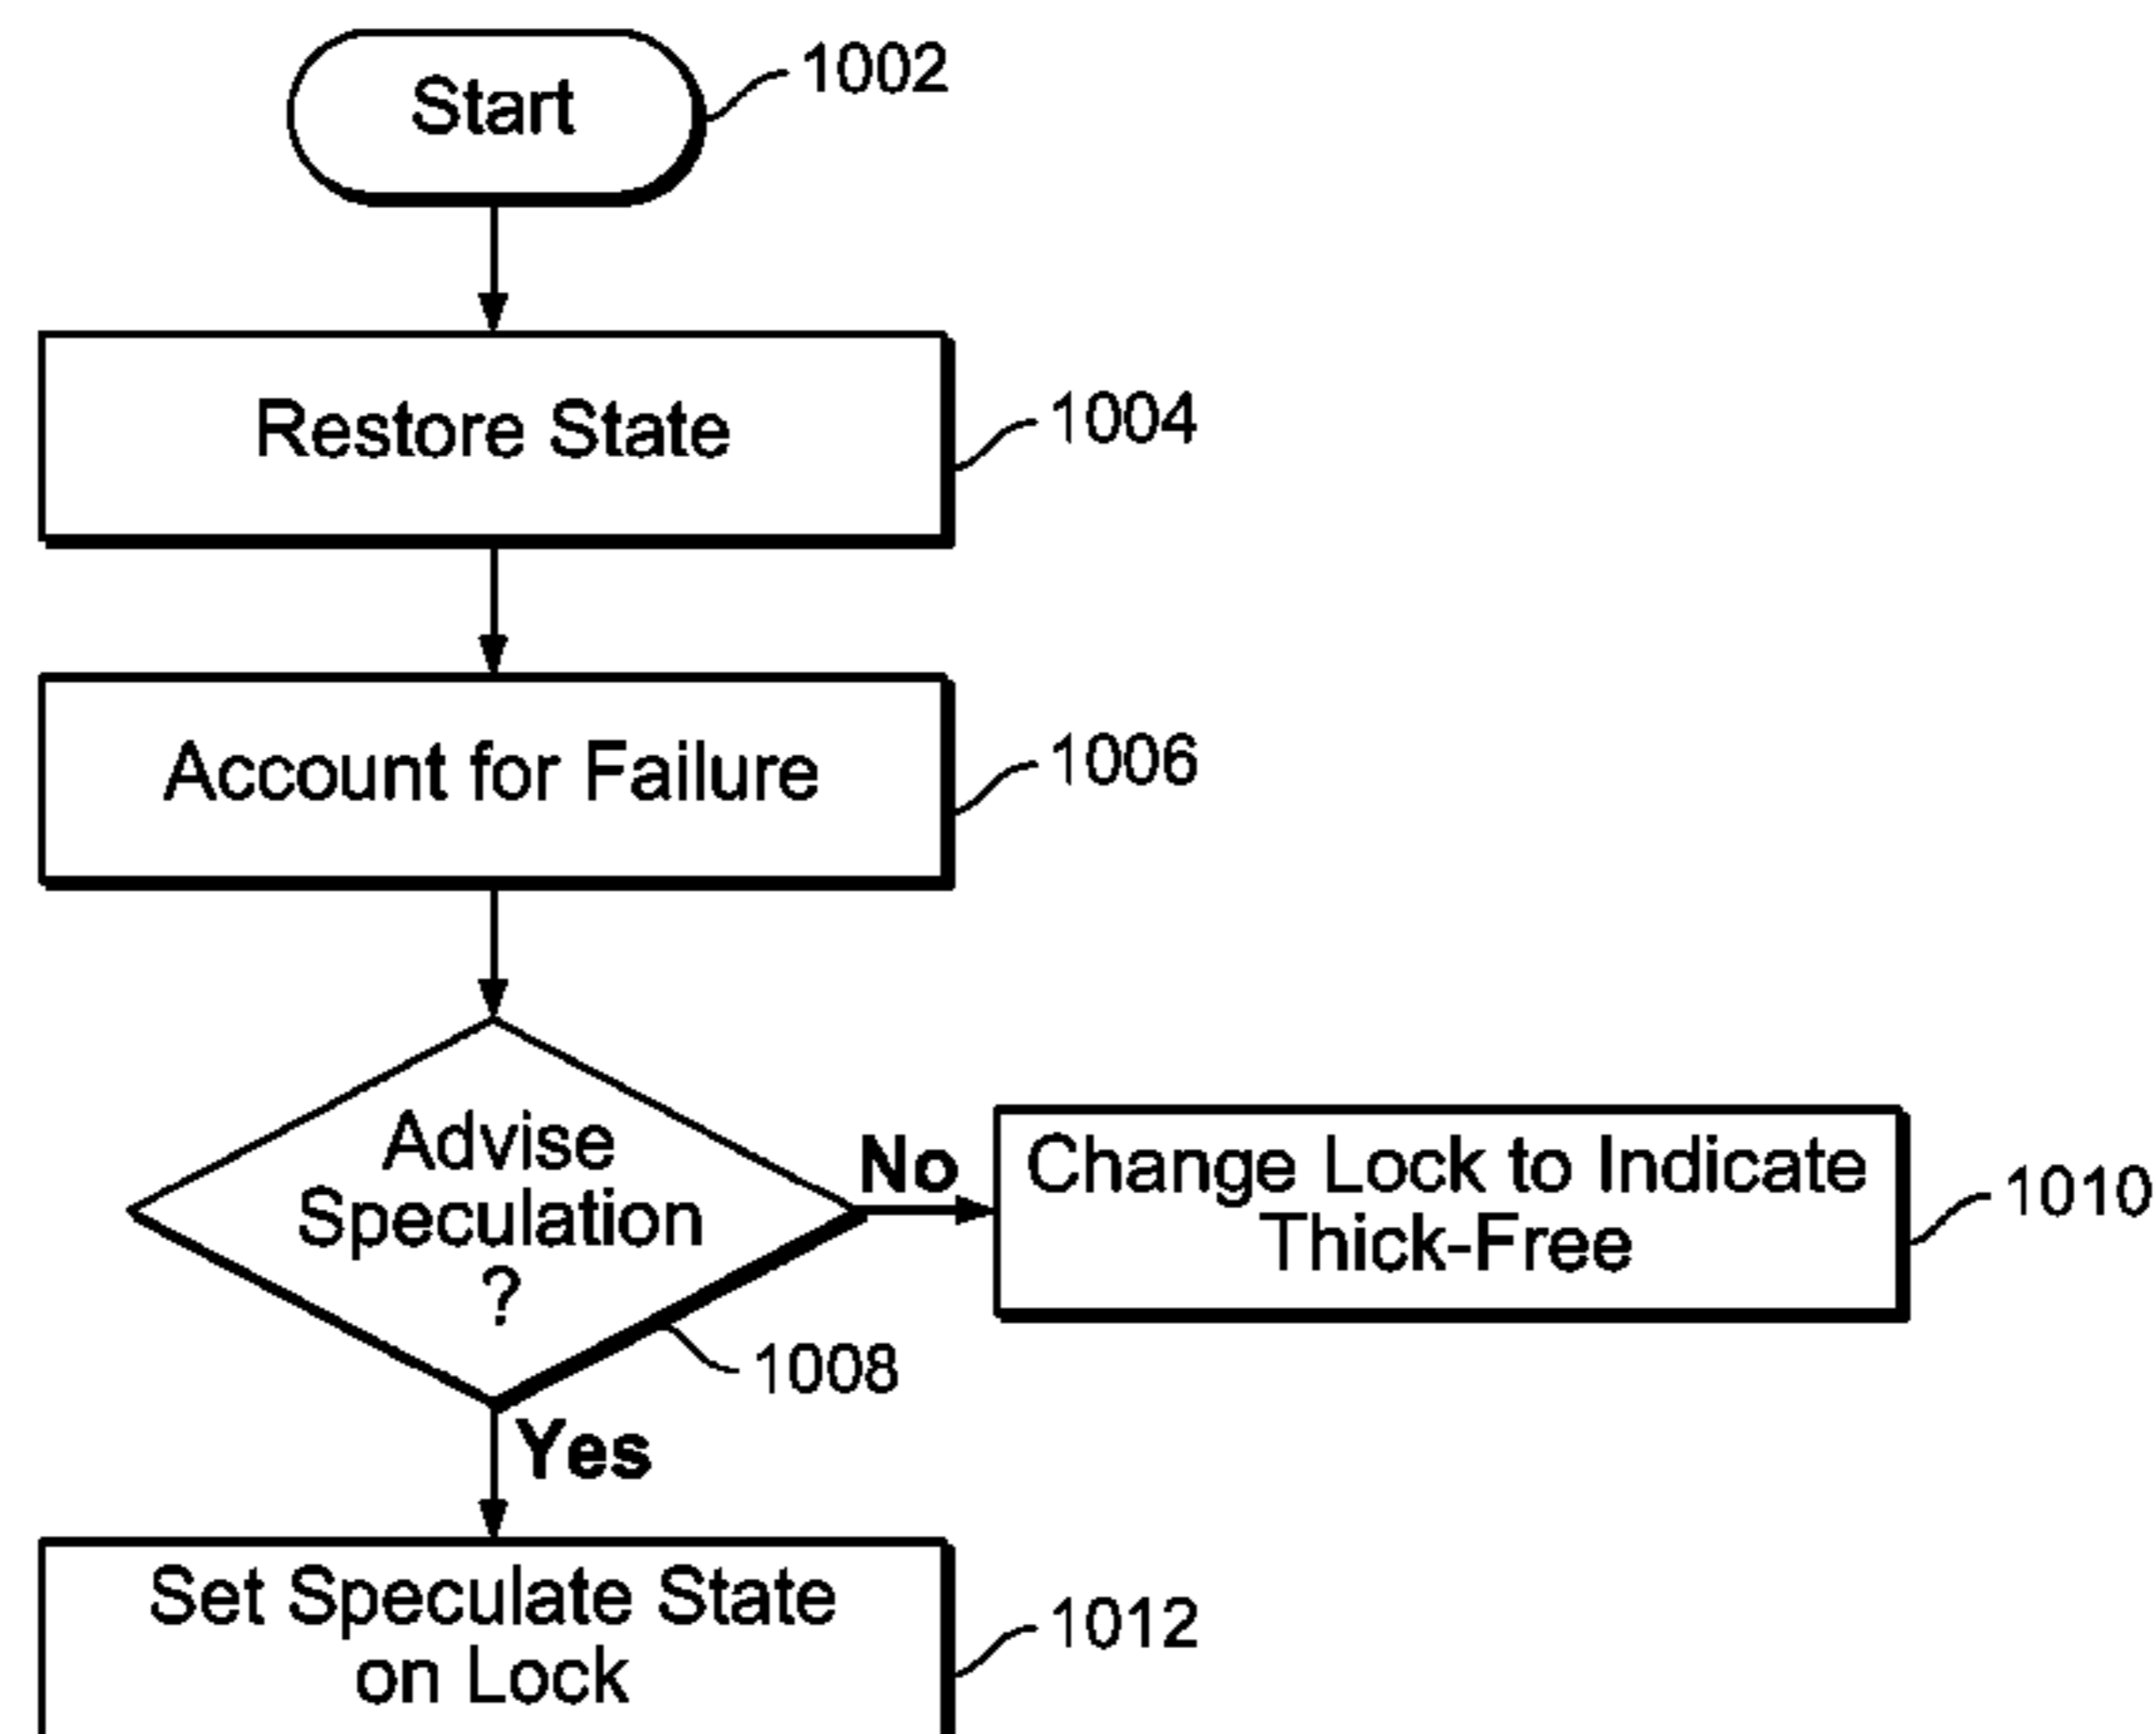 Start
1002
Restore State
1004
Account for Failure
1006
Advise
Speculation
?
1008
No
Change Lock to Indicate
Thick-Free
1010
Yes
Set Speculate State
on Lock
1012